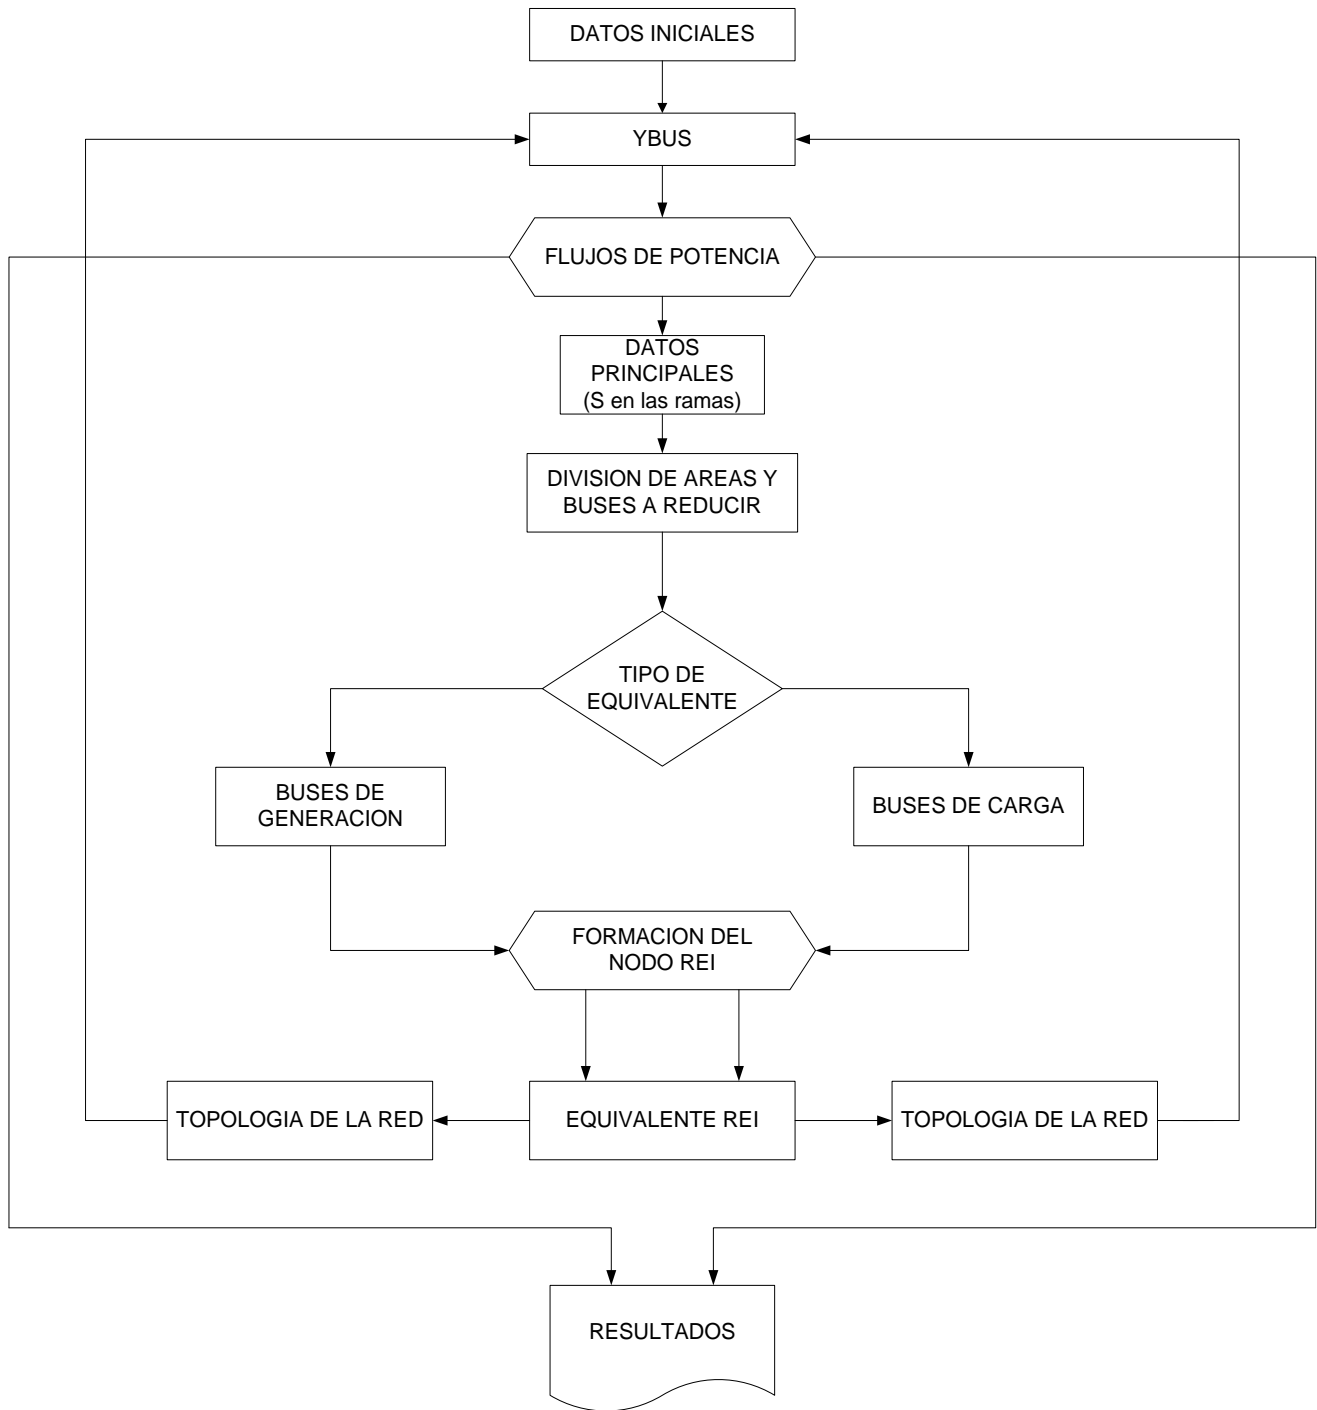 DATOS INICIALES
YBUS
FLUJOS DE POTENCIA
DATOS
PRINCIPALES
(S en las ramas)
DIVISION DE AREAS Y
BUSES A REDUCIR
TIPO DE
EQUIVALENTE
BUSES DE
GENERACION
BUSES DE CARGA
FORMACION DEL
NODO REI
TOPOLOGIA DE LA RED
EQUIVALENTE REI
TOPOLOGIA DE LA RED
RESULTADOS